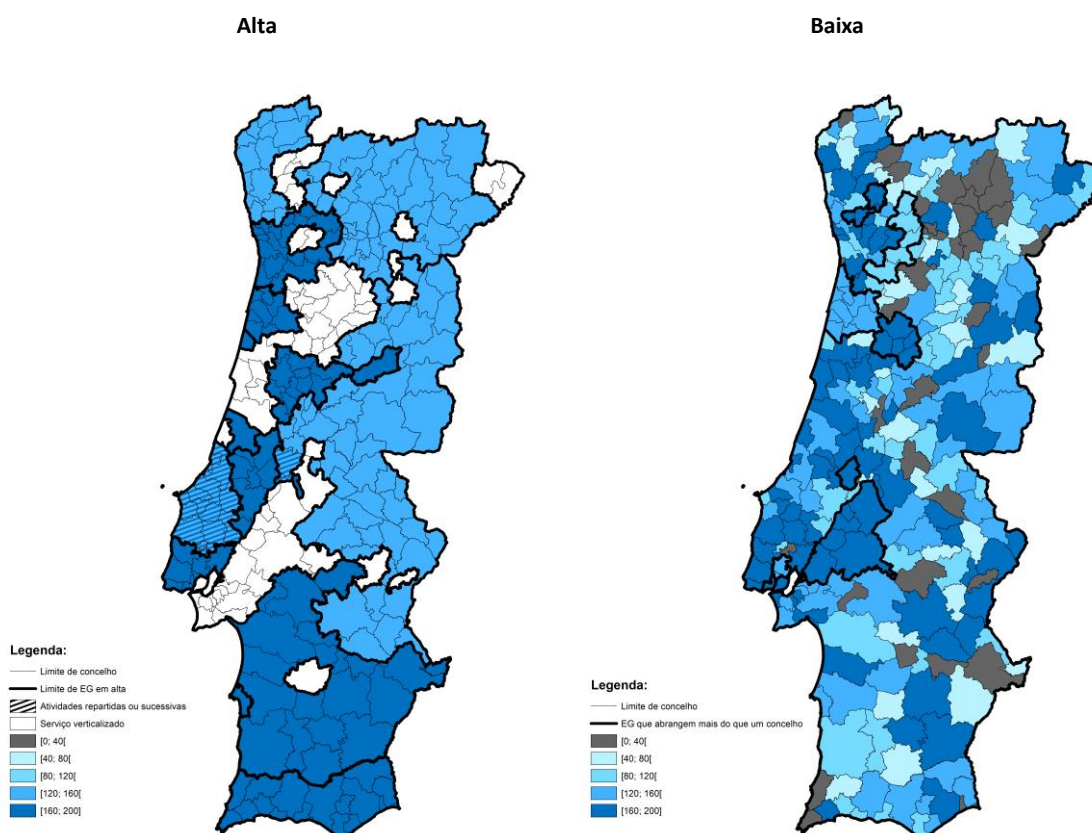 Alta
Baixa
Legenda:
Limite de concelho
Limite de EG em alta
Atividades repartidas ou sucessivas
Serviço verticalizado
[0; 40[
[40; 80[
[80; 120[
[120; 160[
[160; 200]
Legenda:
Limite de concelho
EG que abrangem mais do que um concelho
[0; 40[
[40; 80[
[80; 120[
[120; 160[
[160; 200]